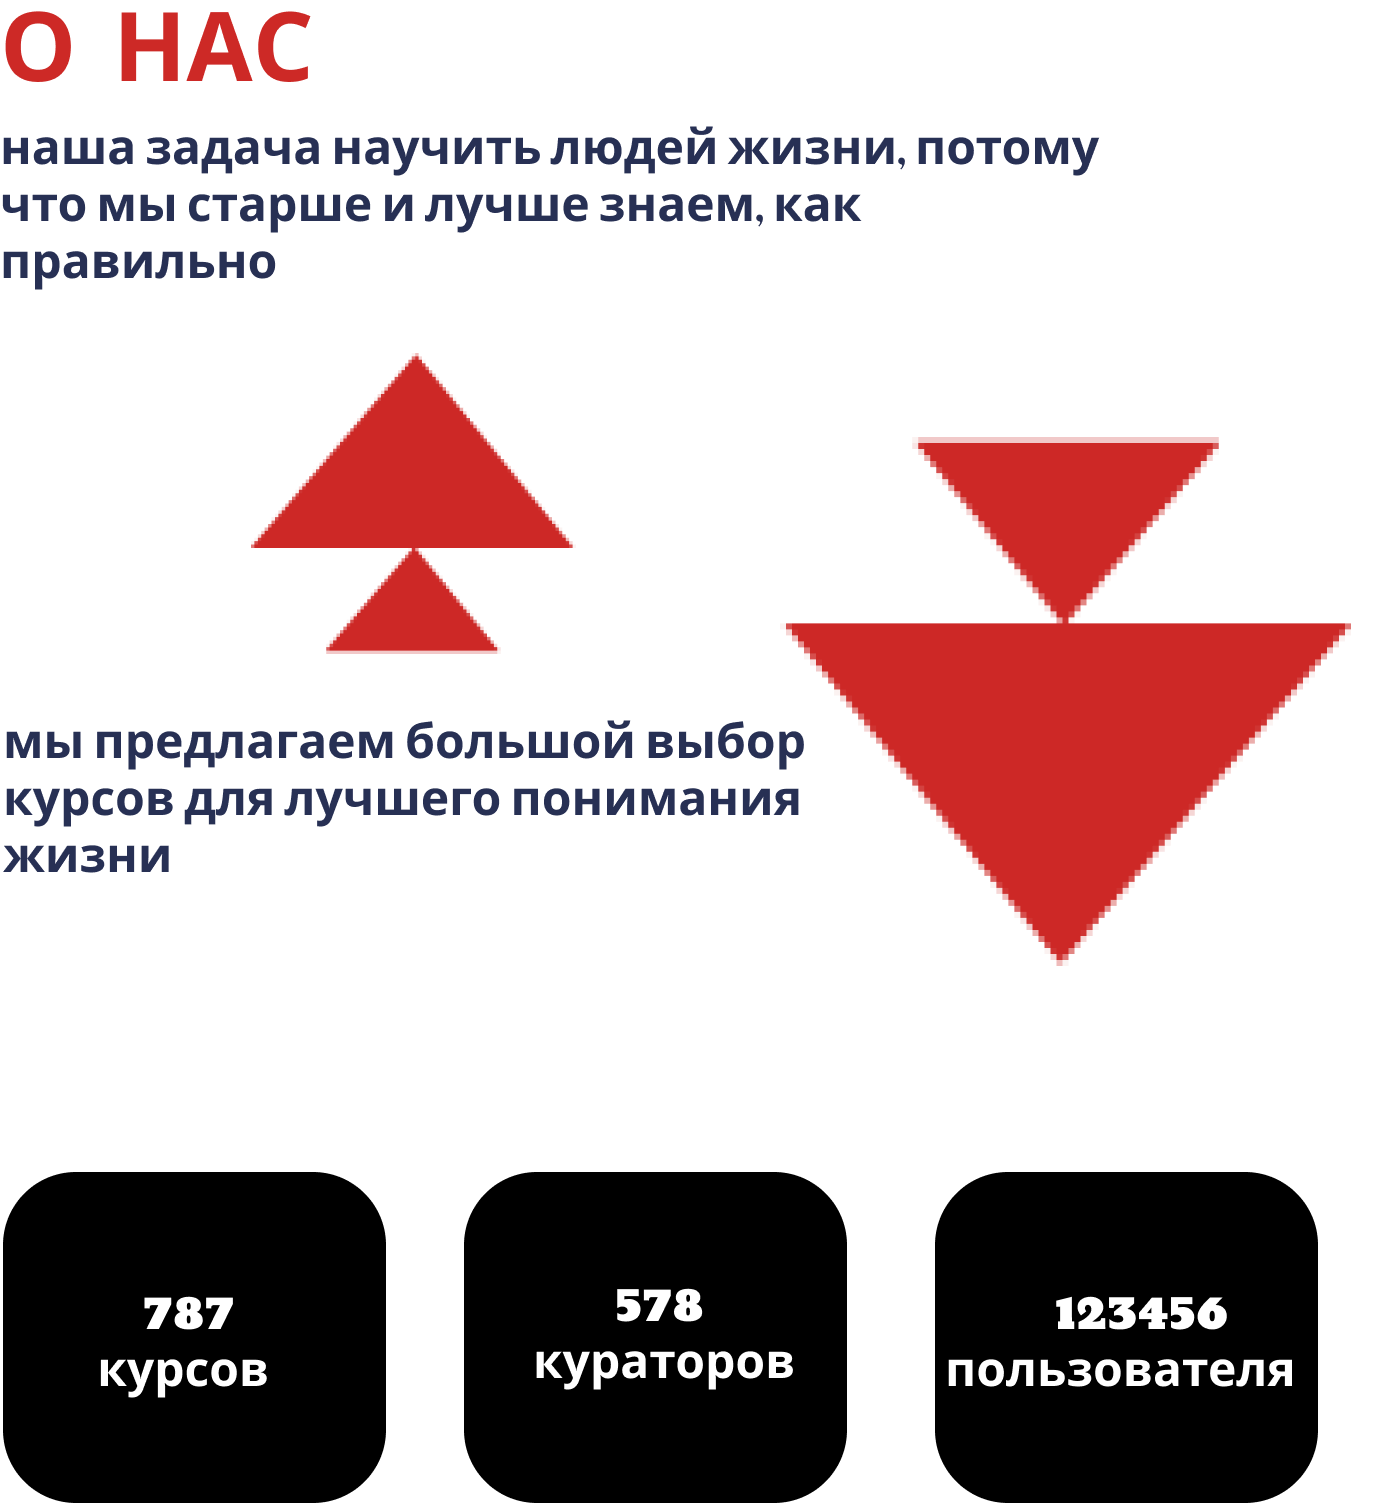 О НАС
наша задача научить людей жизни, потому
что мы старше и лучше знаем, как
правильно
мы предлагаем большой выбор
курсов для лучшего понимания
жизни
787
курсов
578
кураторов
123456
пользователя